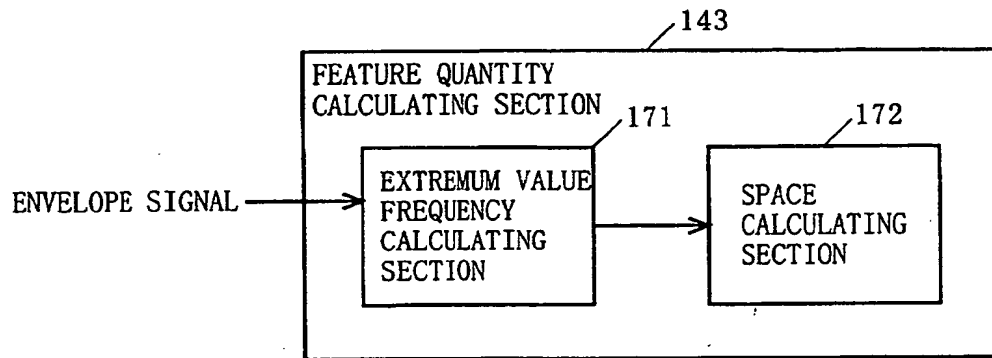 143
FEATURE QUANTITY
CALCULATING SECTION
171
172
ENVELOPE SIGNAL
EXTREMUM VALUE
FREQUENCY
CALCULATING
SECTION
SPACE
CALCULATING
SECTION